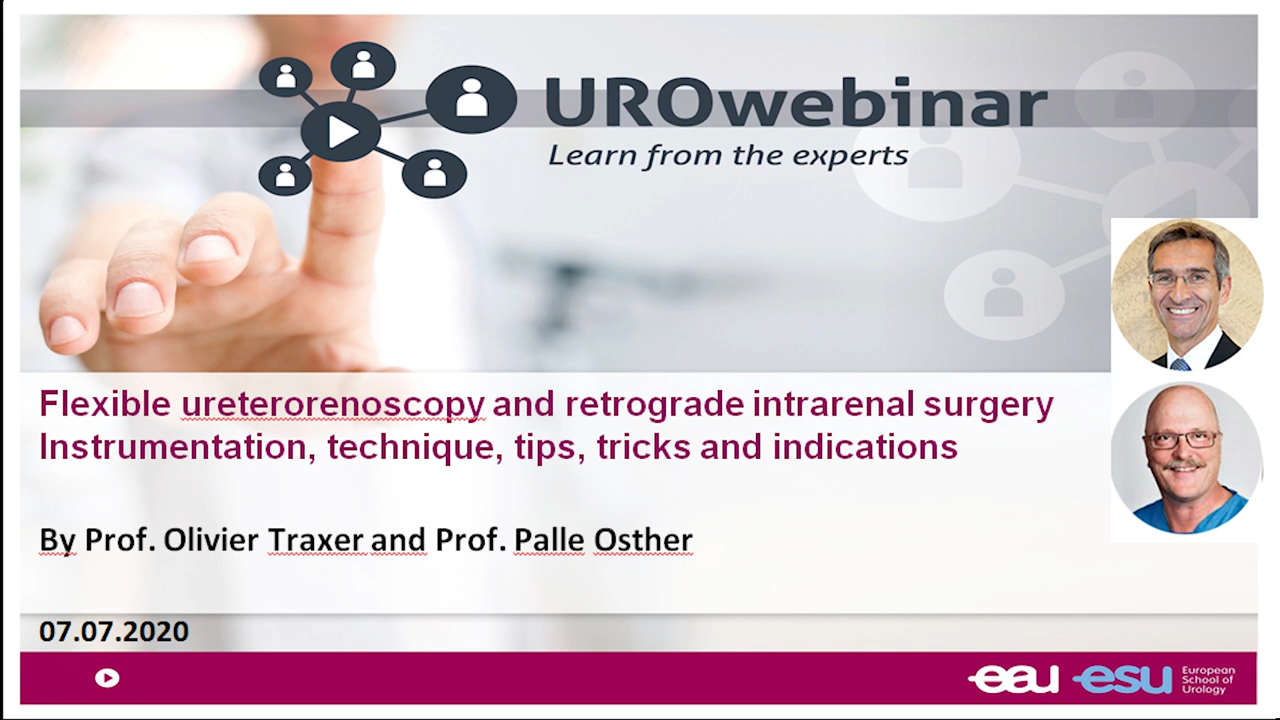 UROwebinar
Learn from the experts
Flexible ureterorenoscopy and retrograde intrarenal surgery
Instrumentation, technique, tips, tricks and indications
By Prof. Olivier Traxer and Prof. Palle Osther
07.07.2020
eau esu European
School of
Urology